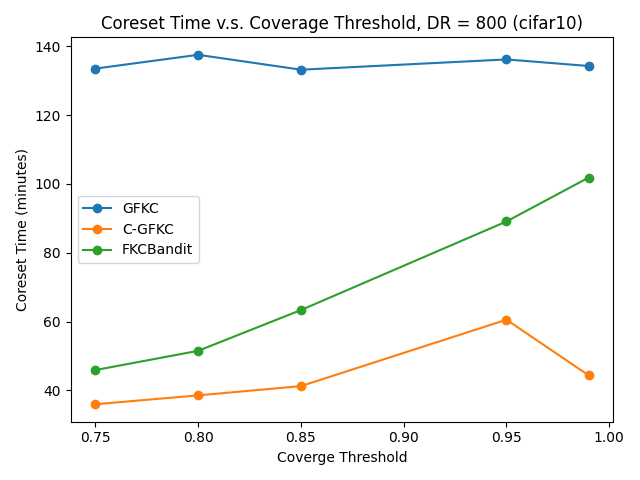 Coreset Time v.s. Coverage Threshold, DR = 800 (cifar10)
140
120
100
80
60
40
Coreset Time (minutes)
GFKC
C-GFKC
FKCBandit
0.75 0.80 0.85 0.90 0.95 1.00
Coverge Threshold